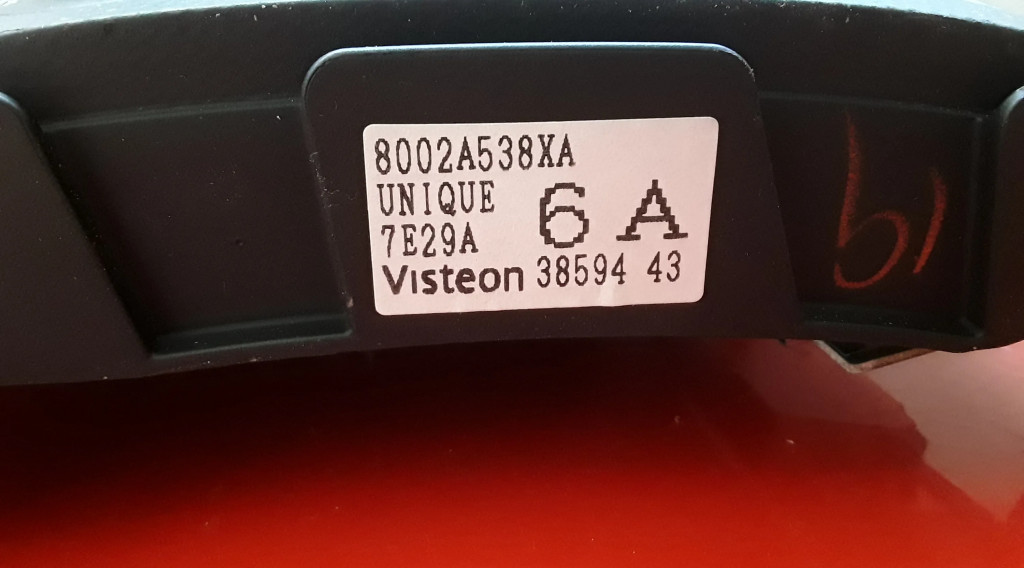 8002A538XA
UNIQUE
7E29A
6 A
Visteon 38594 43